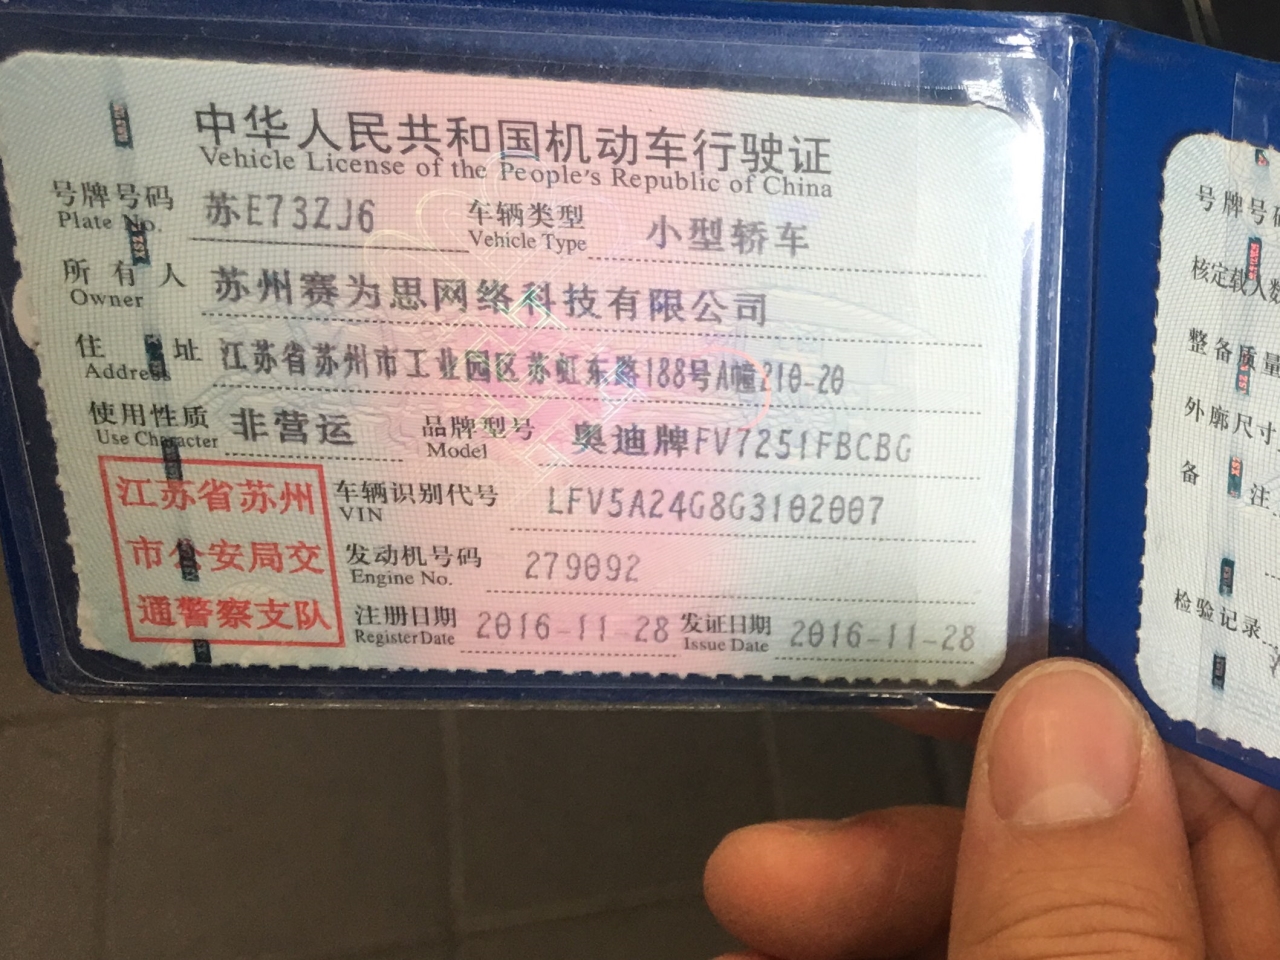 中华人民共和国机动车行驶证
Vehicle License of the People's Republic of China
号牌号码 苏E73ZJ6 车辆类型 小型轿车
Plate No. Vehicle Type
所有人 苏州赛为思网络科技有限公司
Owner
住址 江苏省苏州市工业园区苏虹东路188号A幢210-20
Address
使用性质 非营运 品牌型号 奥迪牌FV7251FBCBG
Use Character Model
江苏省苏州
市公安局交
通警察支队
车辆识别代号 LFV5A24G8G3102007
VIN
发动机号码 279092
Engine No.
注册日期 2016-11-28 发证日期 2016-11-28
Register Date Issue Date
号牌号
核定载人数
整备质量
外廓尺寸
备注
检验记录